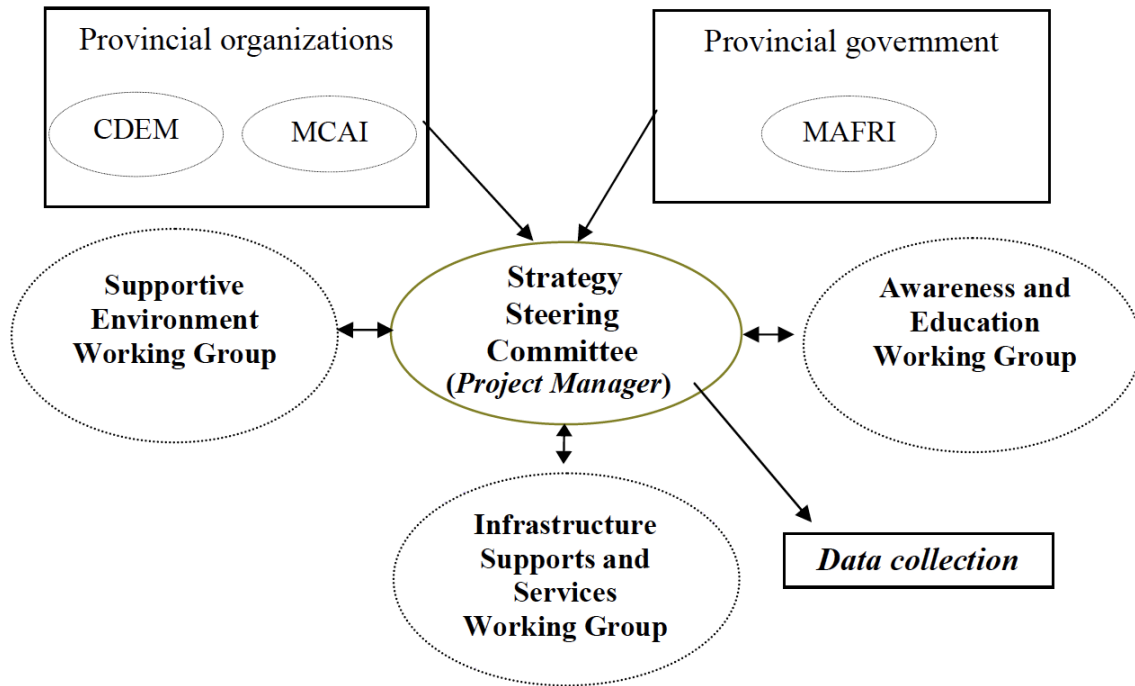 Provincial organizations
CDEM
MCAI
Provincial government
MAFRI
Supportive
Environment
Working Group
Strategy
Steering
Committee
(Project Manager)
Awareness and
Education
Working Group
Infrastructure
Supports and
Services
Working Group
Data collection